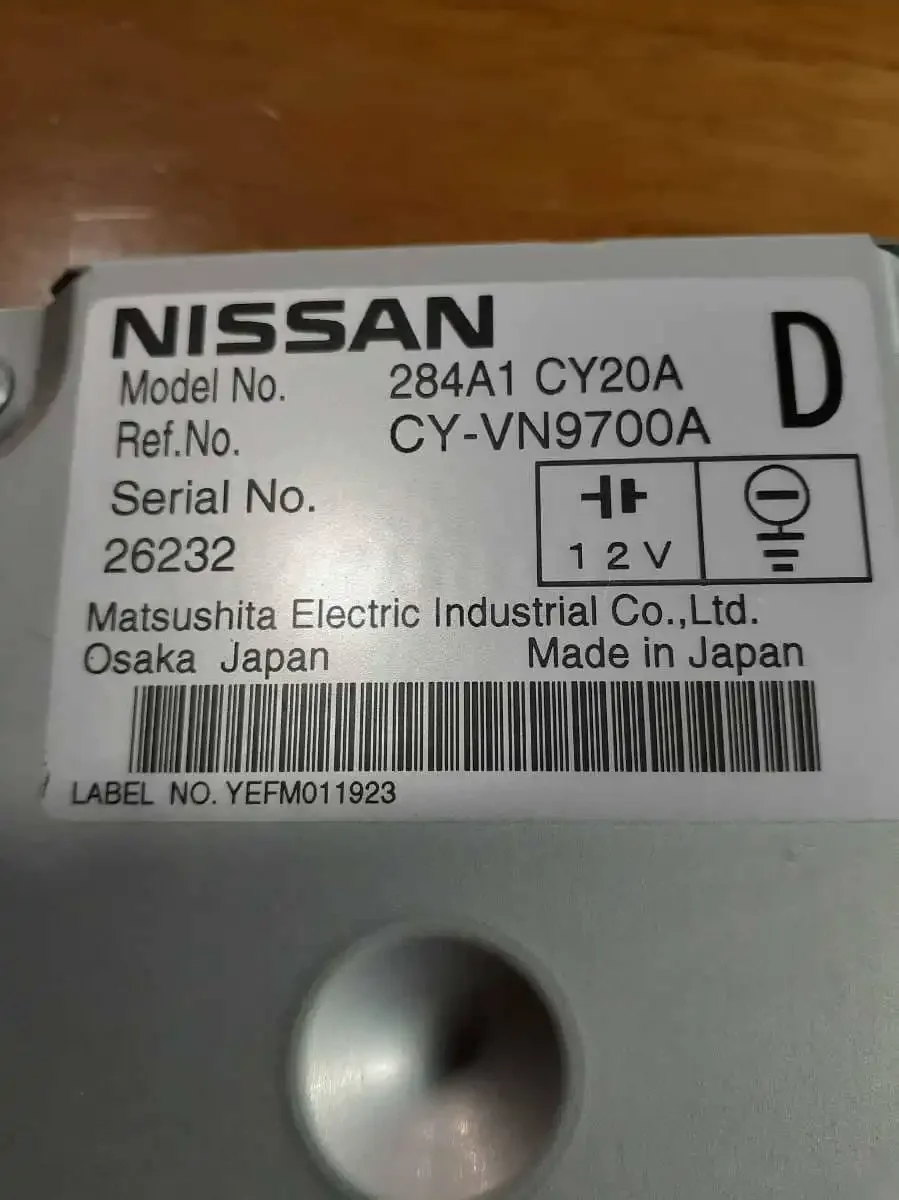 NISSAN
D
Model No. 284A1 CY20A
Ref.No. CY-VN9700A
Serial No.
26232
12V
Matsushita Electric Industrial Co.,Ltd.
Osaka Japan Made in Japan
LABEL NO. YEFM011923